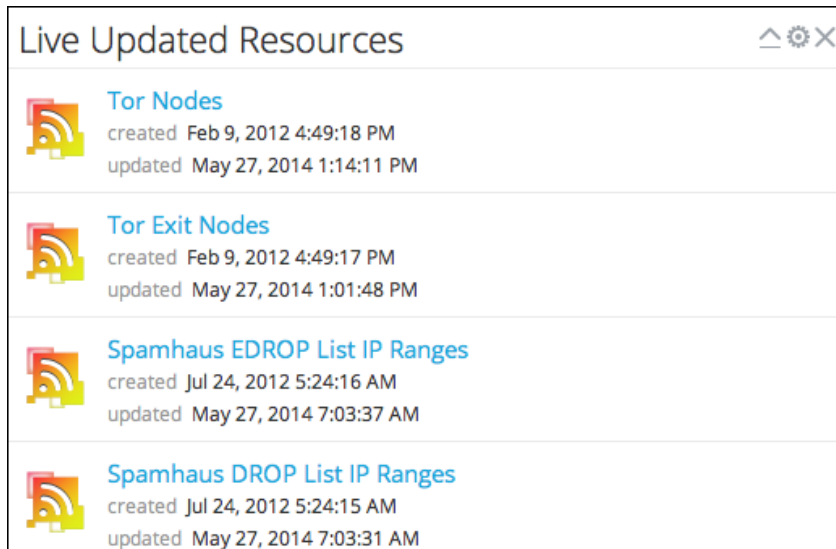 Live Updated Resources
Tor Nodes
created Feb 9, 2012 4:49:18 PM
updated May 27, 2014 1:14:11 PM
Tor Exit Nodes
created Feb 9, 2012 4:49:17 PM
updated May 27, 2014 1:01:48 PM
Spamhaus EDROP List IP Ranges
created Jul 24, 2012 5:24:16 AM
updated May 27, 2014 7:03:37 AM
Spamhaus DROP List IP Ranges
created Jul 24, 2012 5:24:15 AM
updated May 27, 2014 7:03:31 AM